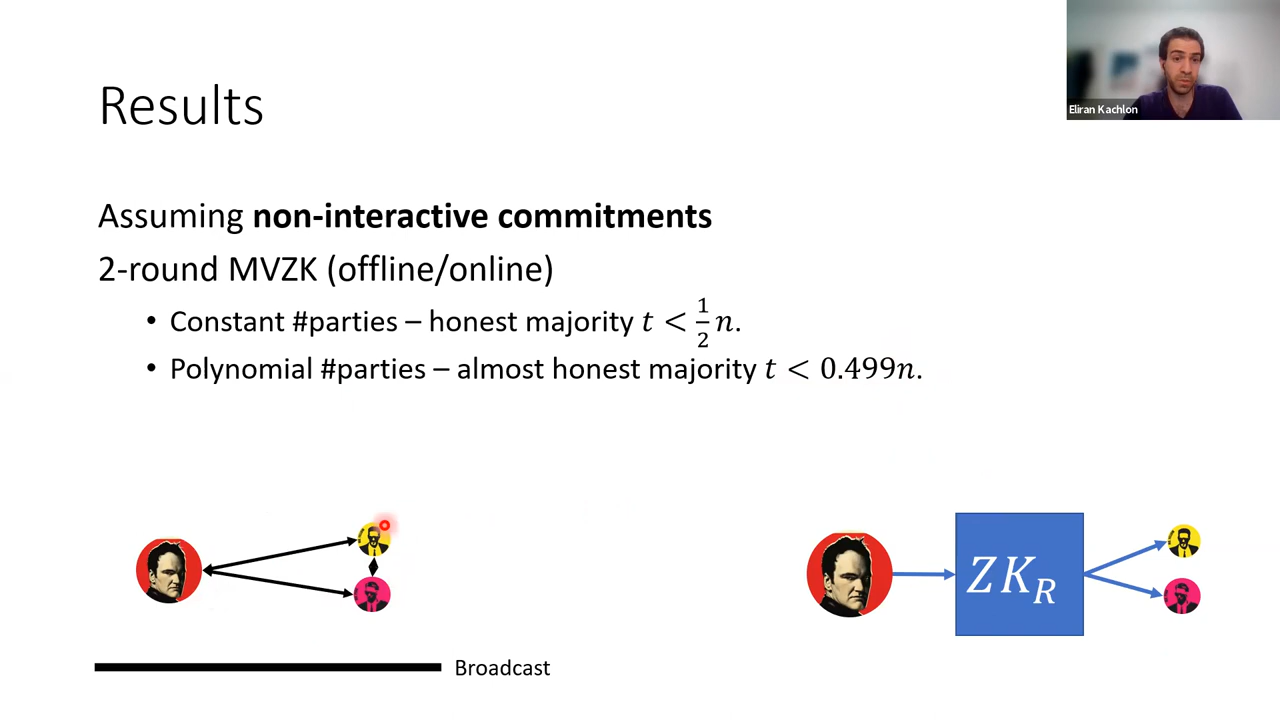 Eliran Kachlon
Results
Assuming non-interactive commitments
2-round MVZK (offline/online)
• Constant #parties – honest majority t < 1/2 n.
• Polynomial #parties – almost honest majority t < 0.499n.
ZK_R
Broadcast